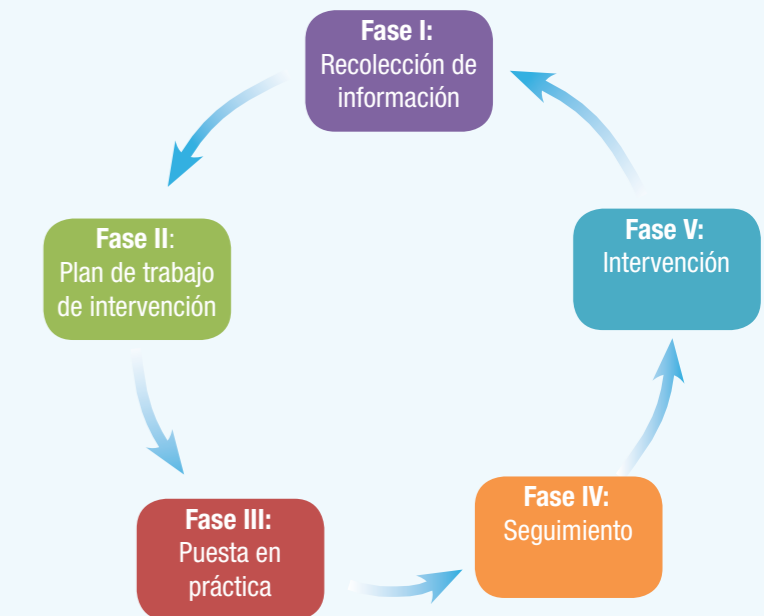 Fase I:
Recolección de
información
Fase II:
Plan de trabajo
de intervención
Fase III:
Puesta en
práctica
Fase IV:
Seguimiento
Fase V:
Intervención